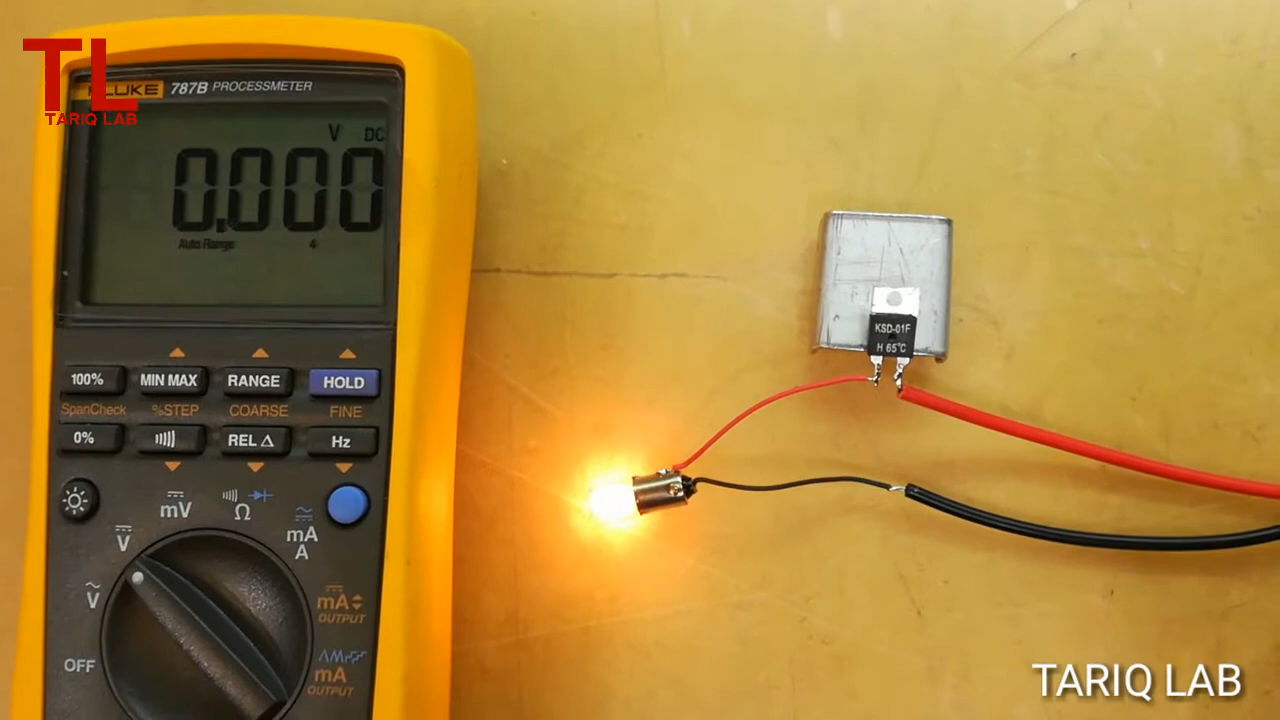 TL
TARIQ LAB
FLUKE 787B PROCESSMETER
V DC
0.000
Auto Range 4
100% MIN MAX RANGE HOLD
SpanCheck %STEP COARSE FINE
0% REL Δ Hz
mV Ω mA A
V
V
OFF
mA
OUTPUT
mA
OUTPUT
KSD-01F
H 65°C
TARIQ LAB